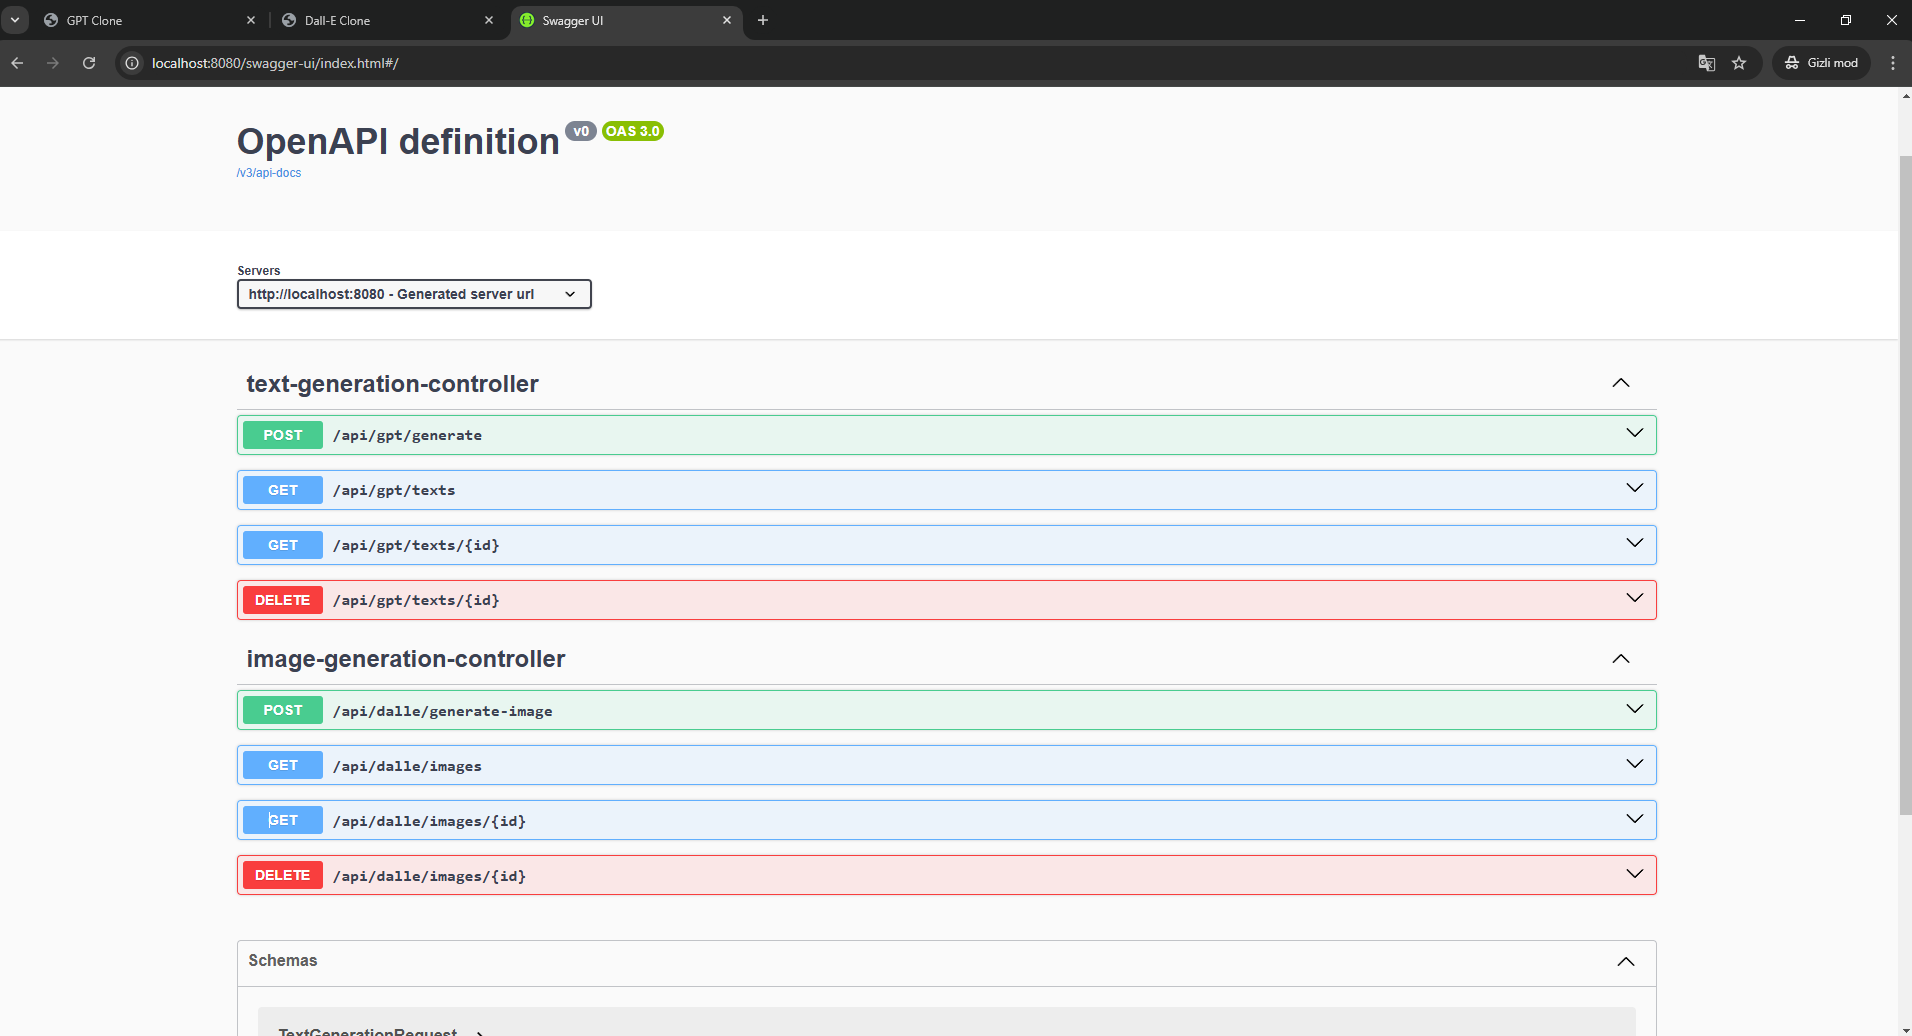 GPT Clone
Dall-E Clone
Swagger UI
localhost:8080/swagger-ui/index.html#/
Gizli mod
OpenAPI definition v0 OAS 3.0
/v3/api-docs
Servers
http://localhost:8080 - Generated server url
text-generation-controller
POST /api/gpt/generate
GET /api/gpt/texts
GET /api/gpt/texts/{id}
DELETE /api/gpt/texts/{id}
image-generation-controller
POST /api/dalle/generate-image
GET /api/dalle/images
GET /api/dalle/images/{id}
DELETE /api/dalle/images/{id}
Schemas
TextGenerationRequest